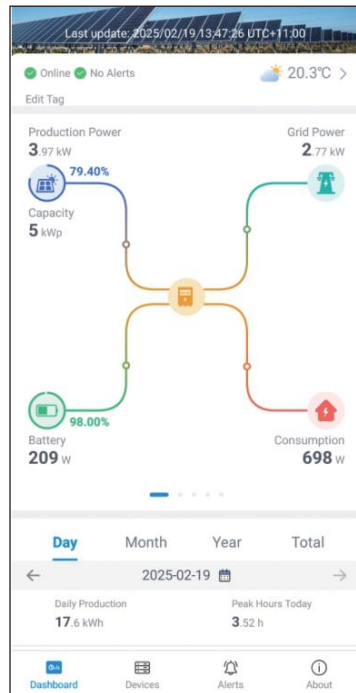 Last update: 2025/02/19 13:47:26 UTC+11:00
Online No Alerts 20.3℃
Edit Tag
Production Power Grid Power
3.97 kW 2.77 kW
79.40%
Capacity
5 kWp
98.00%
Battery Consumption
209 W 698 W
Day Month Year Total
2025-02-19
Daily Production Peak Hours Today
17.6 kWh 3.52 h
Dashboard Devices Alerts About